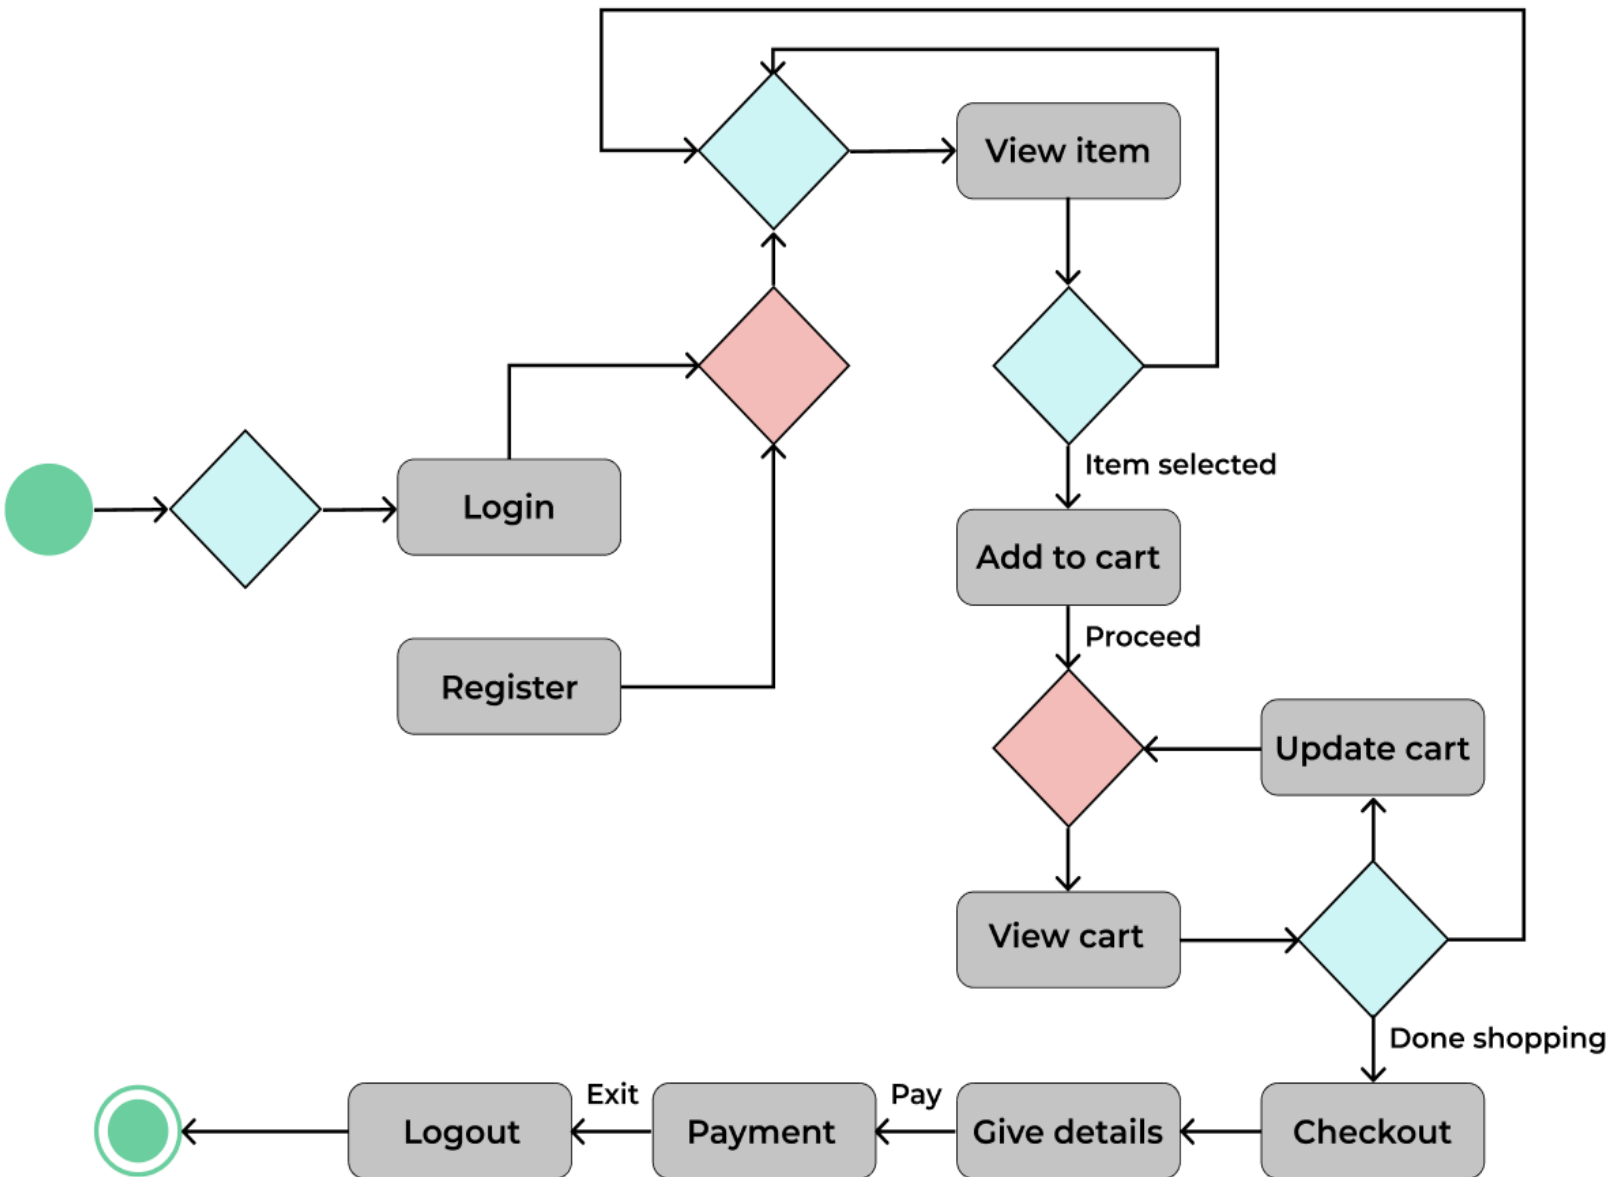 View item
Item selected
Login
Add to cart
Proceed
Register
Update cart
View cart
Done shopping
Exit
Pay
Logout
Payment
Give details
Checkout